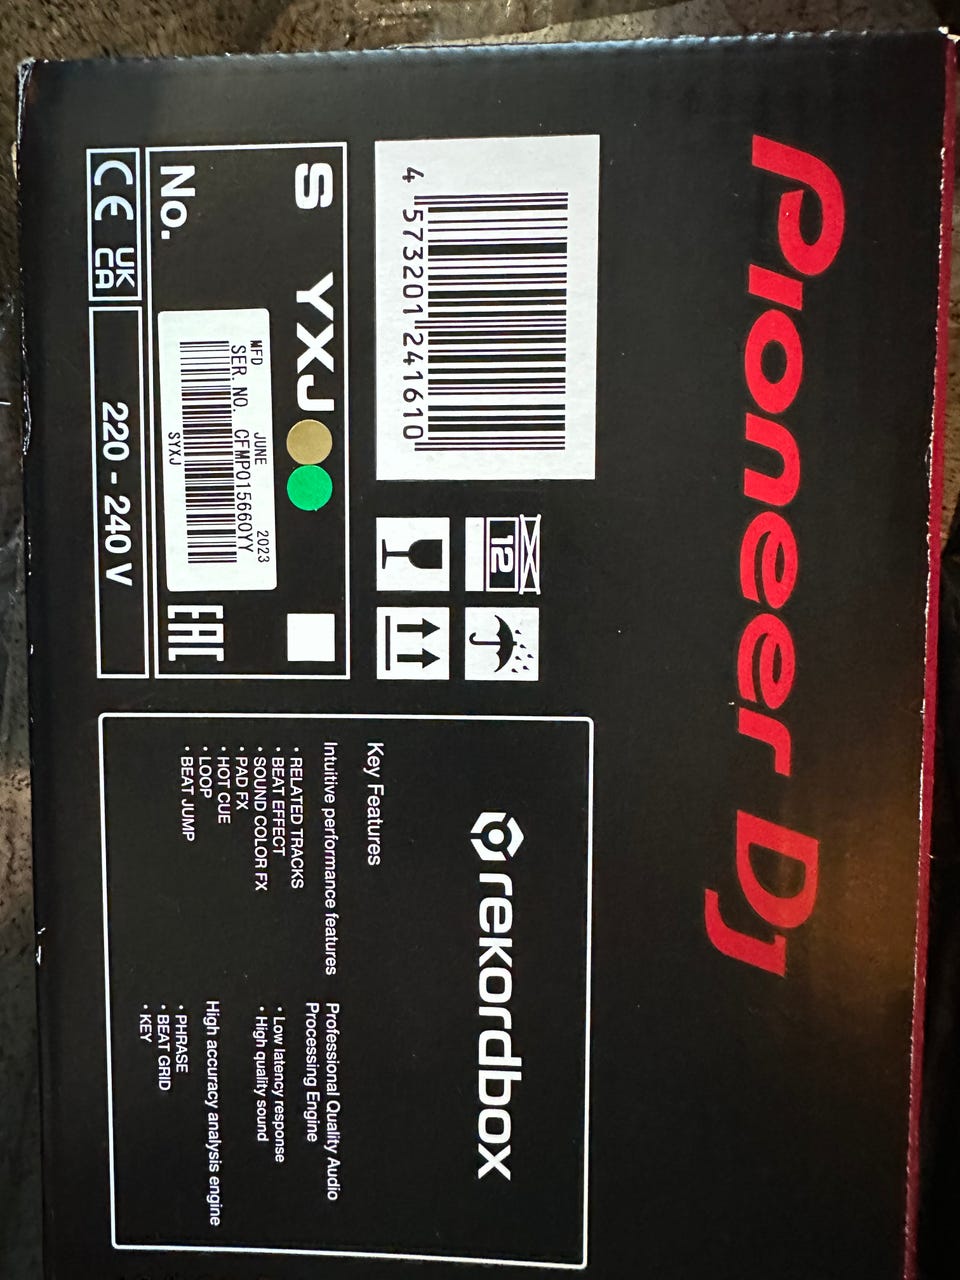 Pioneer DJ
4 573201 241610
12
S YXJ
No.
MFD JUNE 2023
SER. NO. CFMP015660YY
SYXJ
EAC
CE UK CA
220 - 240 V
rekordbox
Key Features
Intuitive performance features
• RELATED TRACKS
• BEAT EFFECT
• SOUND COLOR FX
• PAD FX
• HOT CUE
• LOOP
• BEAT JUMP
Professional Quality Audio
Processing Engine
• Low latency response
• High quality sound
High accuracy analysis engine
• PHRASE
• BEAT GRID
• KEY